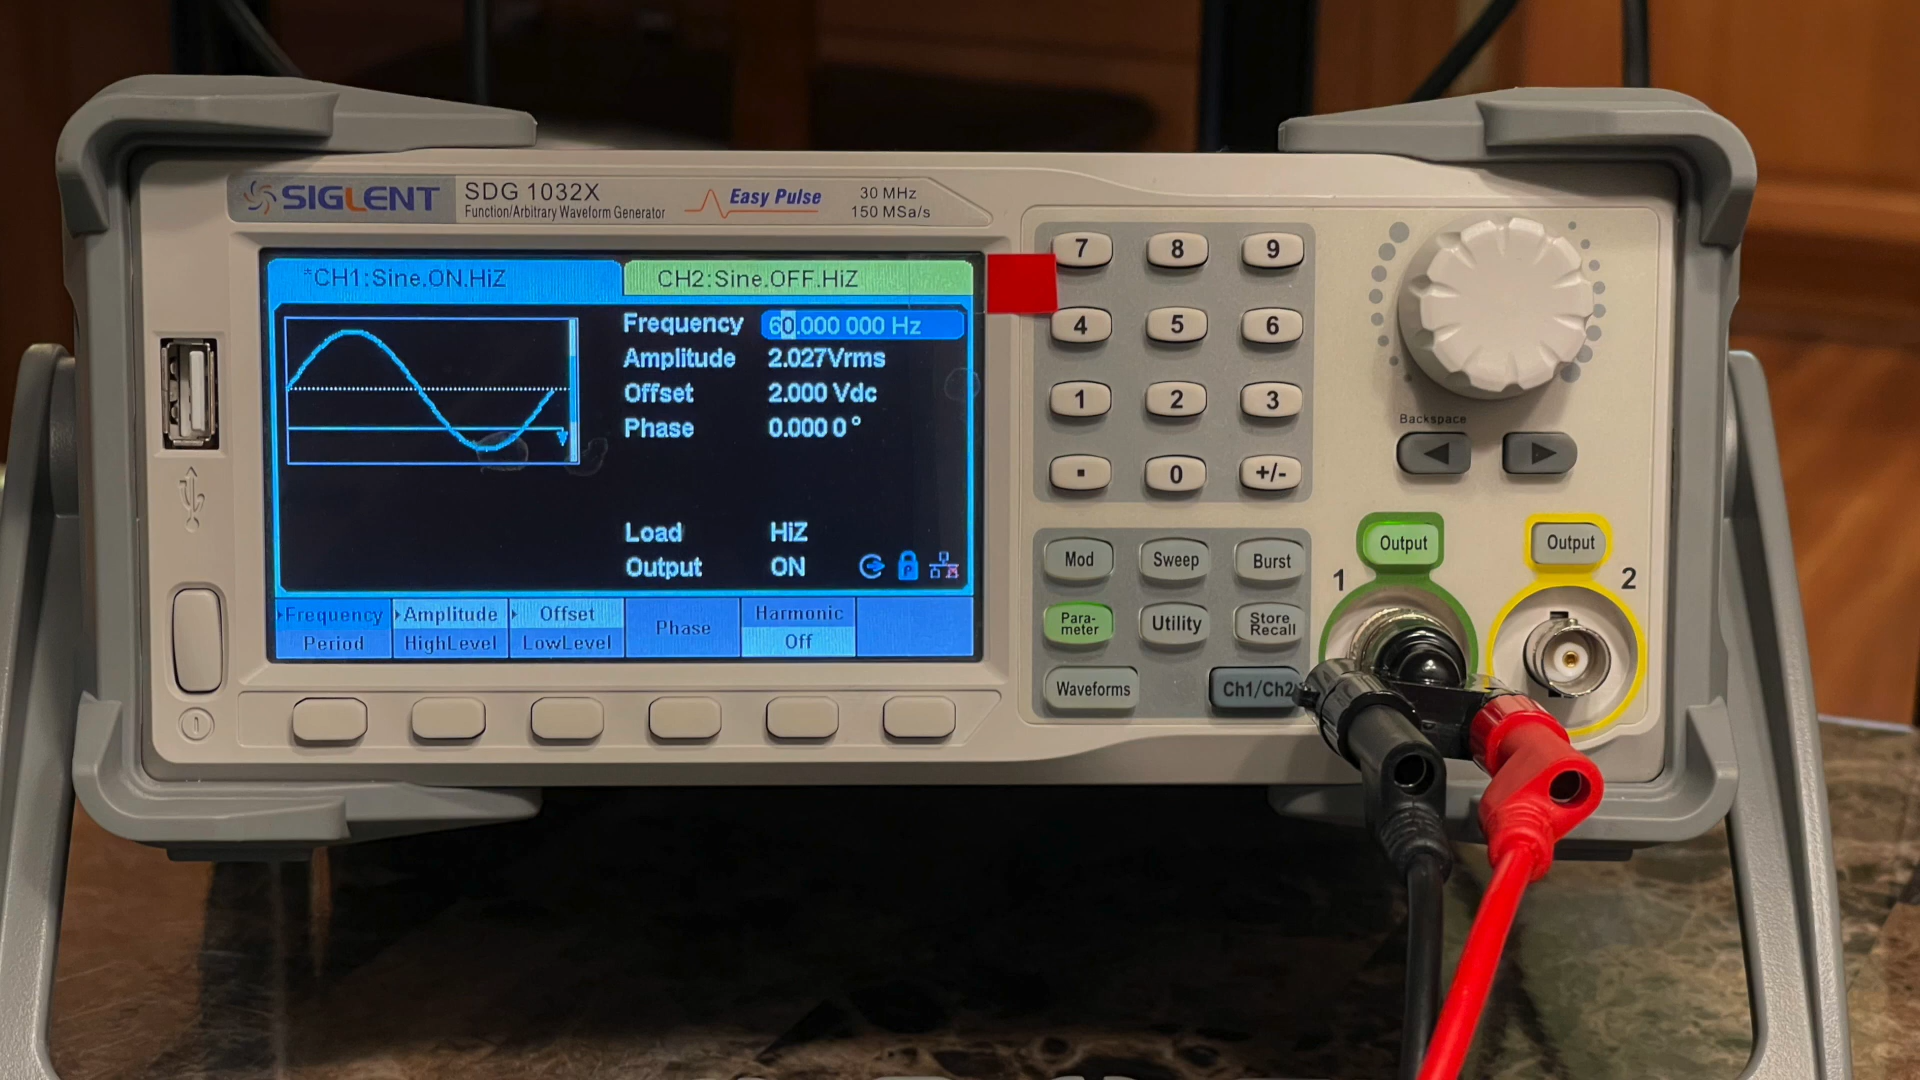 SIGLENT
SDG 1032X
Function/Arbitrary Waveform Generator
Easy Pulse
30 MHz
150 MSa/s
*CH1:Sine.ON.HiZ
CH2:Sine.OFF.HiZ
Frequency 60.000 000 Hz
Amplitude 2.027Vrms
Offset 2.000 Vdc
Phase 0.000 0 °
Load HiZ
Output ON
P
Frequency
Period
Amplitude
HighLevel
Offset
LowLevel
Phase
Harmonic
Off
7 8 9
4 5 6
1 2 3
. 0 +/-
Backspace
Mod Sweep Burst
Para-
meter
Utility
Store
Recall
Waveforms
Ch1/Ch2
Output
1
Output
2